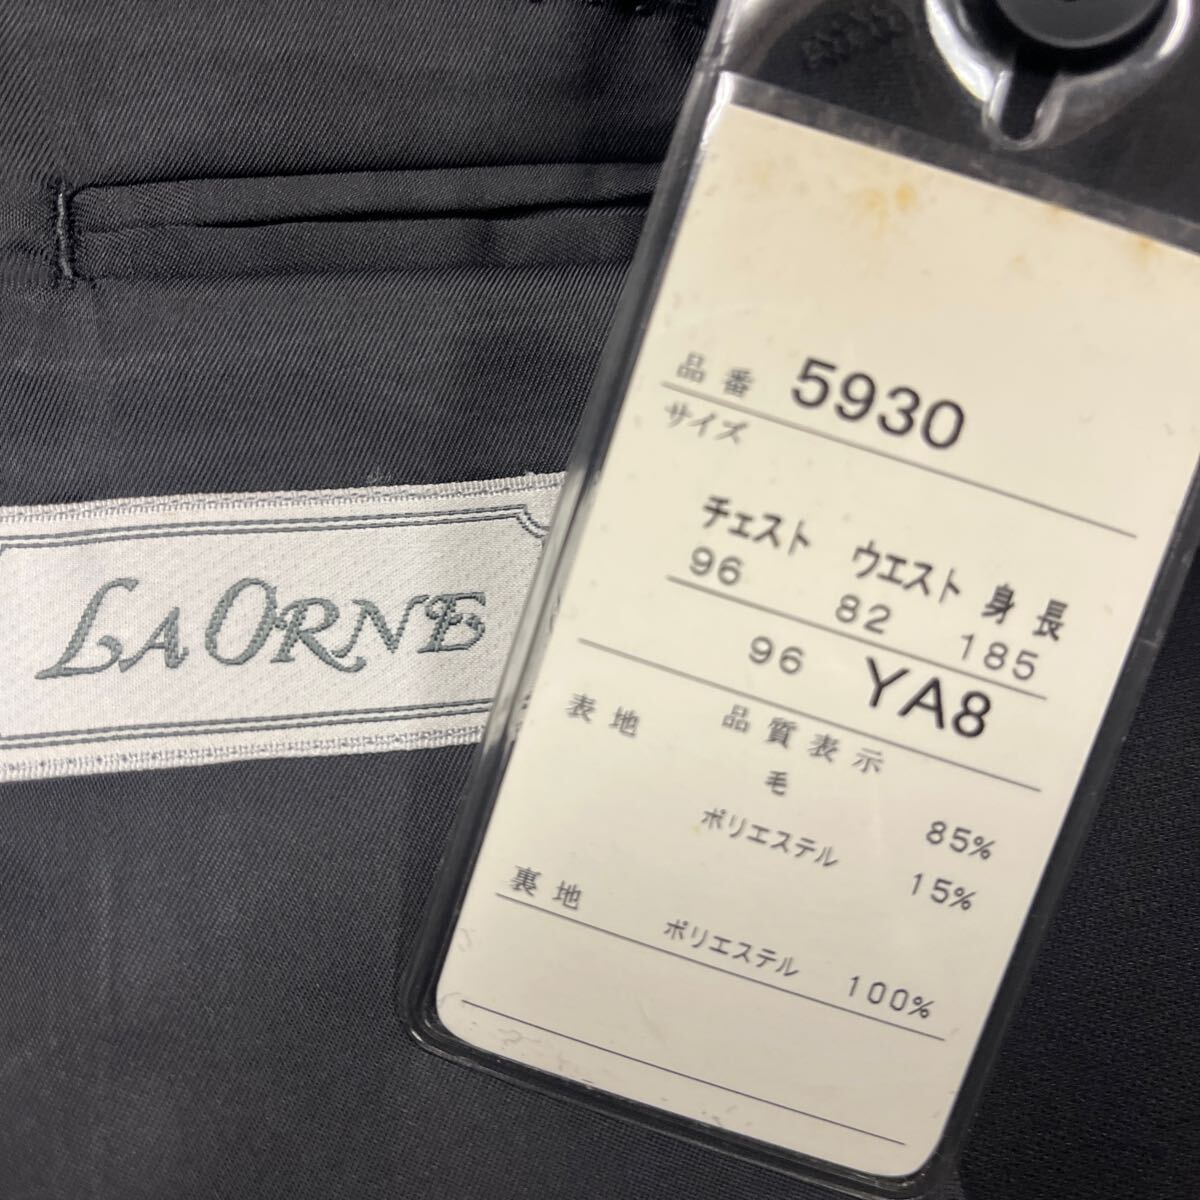 LA ORNE
品番 5930
サイズ
チェスト ウエスト 身長
96 82 185
96 YA8
品質表示
表地
毛 85%
ポリエステル 15%
裏地
ポリエステル 100%